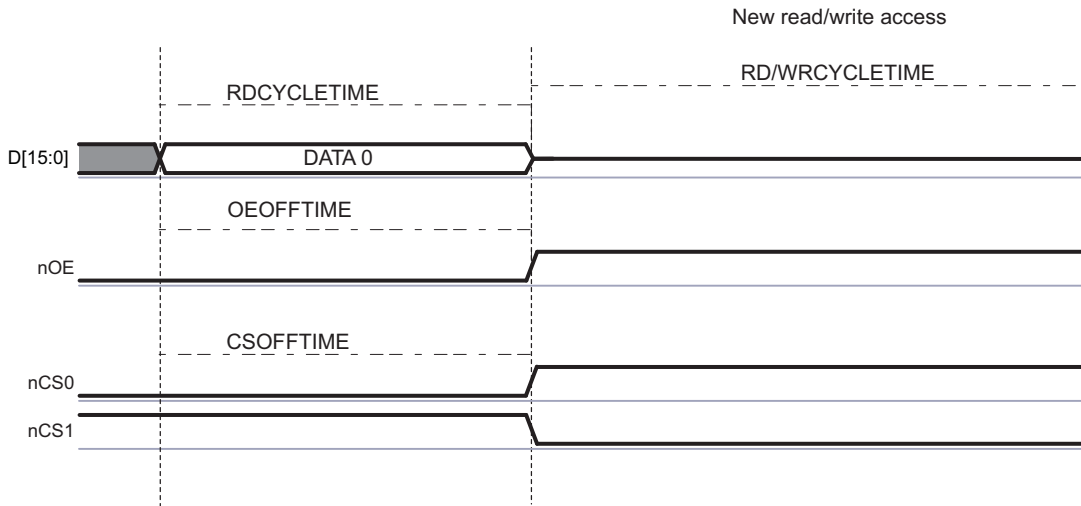 New read/write access
RDCYCLETIME
RD/WRCYCLETIME
D[15:0]
DATA 0
OEOFFTIME
nOE
CSOFFTIME
nCS0
nCS1